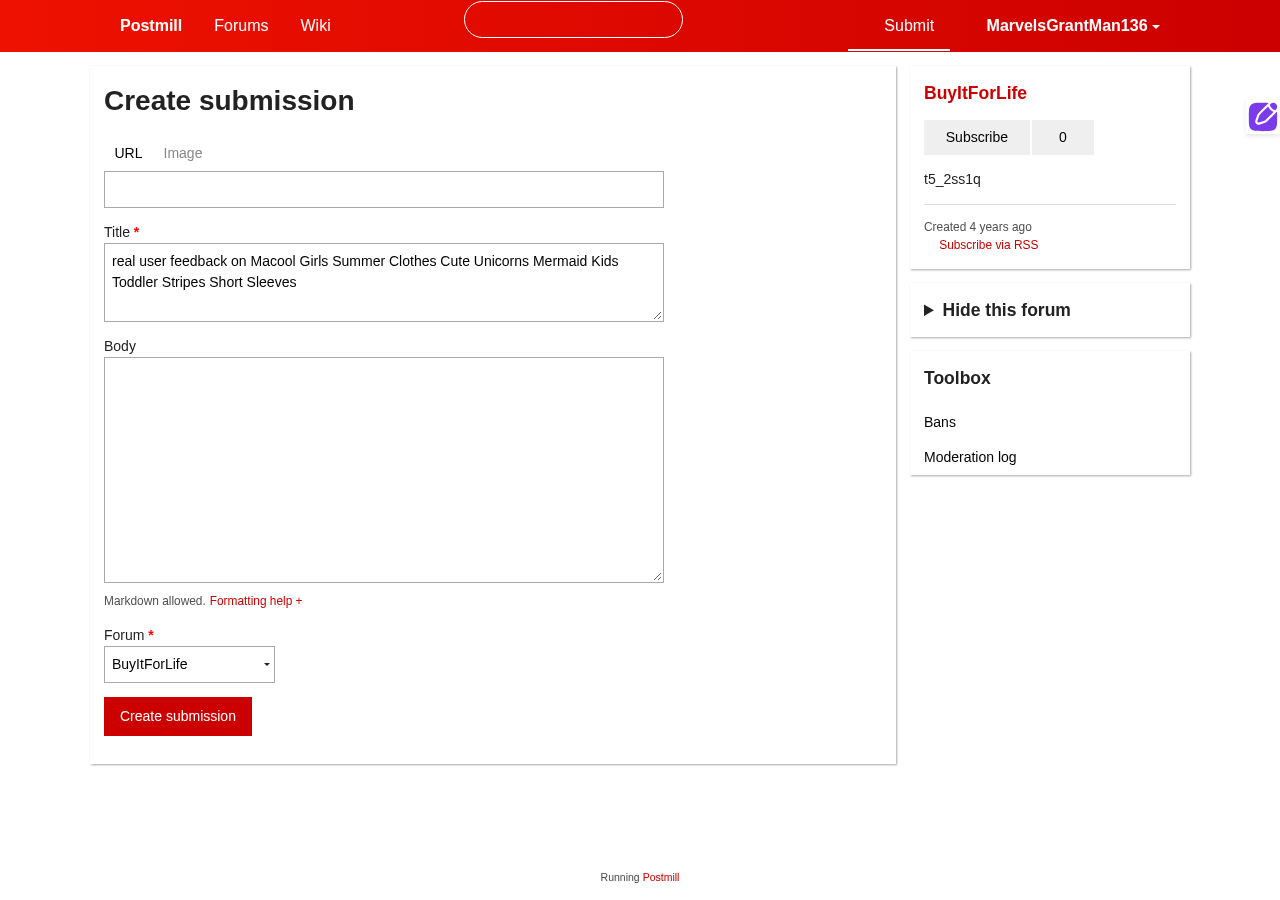 Postmill Forums Wiki Submit MarvelsGrantMan136
Create submission
URL Image
Title *
real user feedback on Macool Girls Summer Clothes Cute Unicorns Mermaid Kids
Toddler Stripes Short Sleeves
Body
Markdown allowed. Formatting help +
Forum *
BuyItForLife
Create submission
BuyItForLife
Subscribe 0
t5_2ss1q
Created 4 years ago
Subscribe via RSS
Hide this forum
Toolbox
Bans
Moderation log
Running Postmill